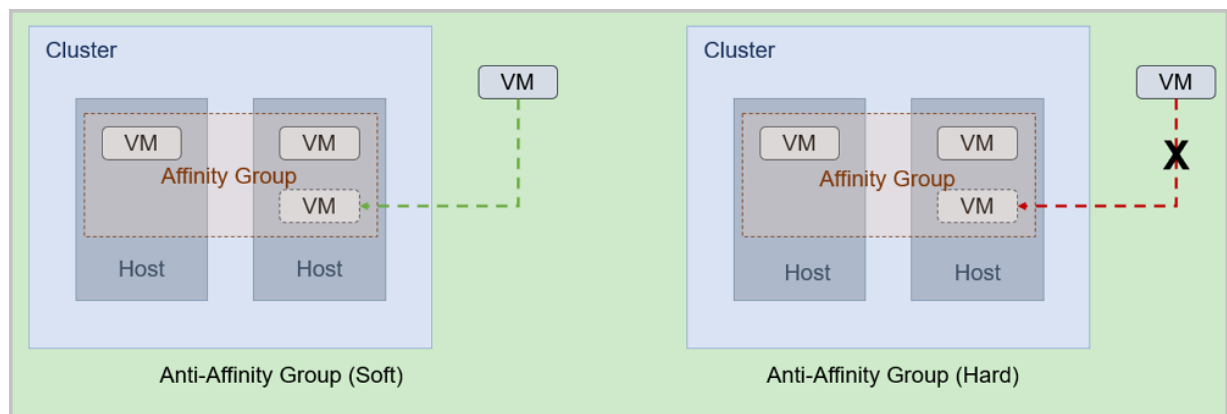 Cluster
VM
VM
VM
Affinity Group
VM
Host
Host
Anti-Affinity Group (Soft)
Cluster
VM
VM
VM
Affinity Group
VM
X
Host
Host
Anti-Affinity Group (Hard)